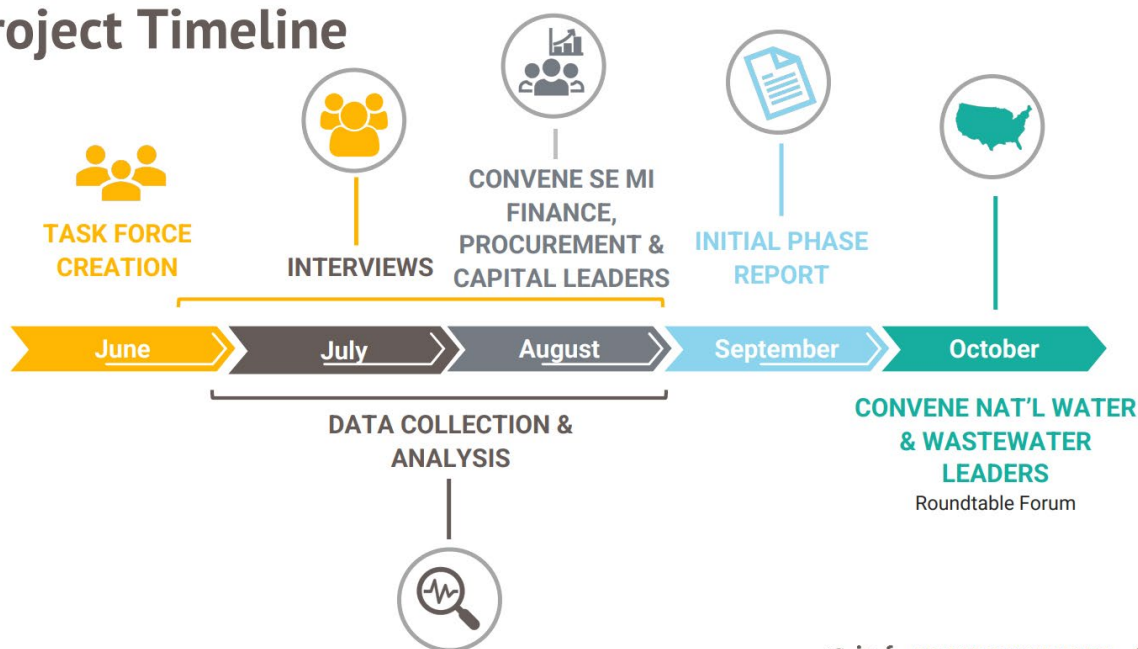 roject Timeline
TASK FORCE
CREATION
INTERVIEWS
CONVENE SE MI
FINANCE,
PROCUREMENT &
CAPITAL LEADERS
INITIAL PHASE
REPORT
June
July
August
September
October
DATA COLLECTION &
ANALYSIS
CONVENE NAT'L WATER
& WASTEWATER
LEADERS
Roundtable Forum